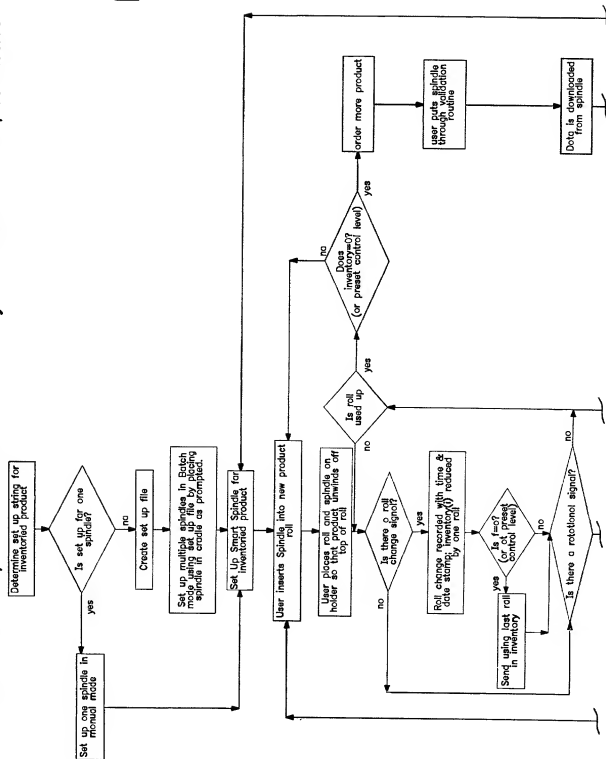 Determine set up string for
inventoried product
Is set up for one
spindle?
yes
no
Set up one spindle in
manual mode
Create set up file
Set up multiple spindles in Batch
mode using set up file by placing
spindle in cradle as prompted.
Set Up Smart Spindle for
inventoried product
User inserts Spindle into new product
roll
User places roll and spindle on
holder so that product unwinds off
top of roll
Is there a roll
change signal?
no
yes
Roll change recorded with time &
date stamp; inventory(i) reduced
by one roll
Is f=0?
(or at preset
control level)
yes
no
Send using last roll
in inventory
Is there a rotational signal?
no
Is roll
used up
no
yes
Does
inventory=0?
(or preset control level)
no
yes
order more product
user puts spindle
through validation
routine
Data is downloaded
from spindle